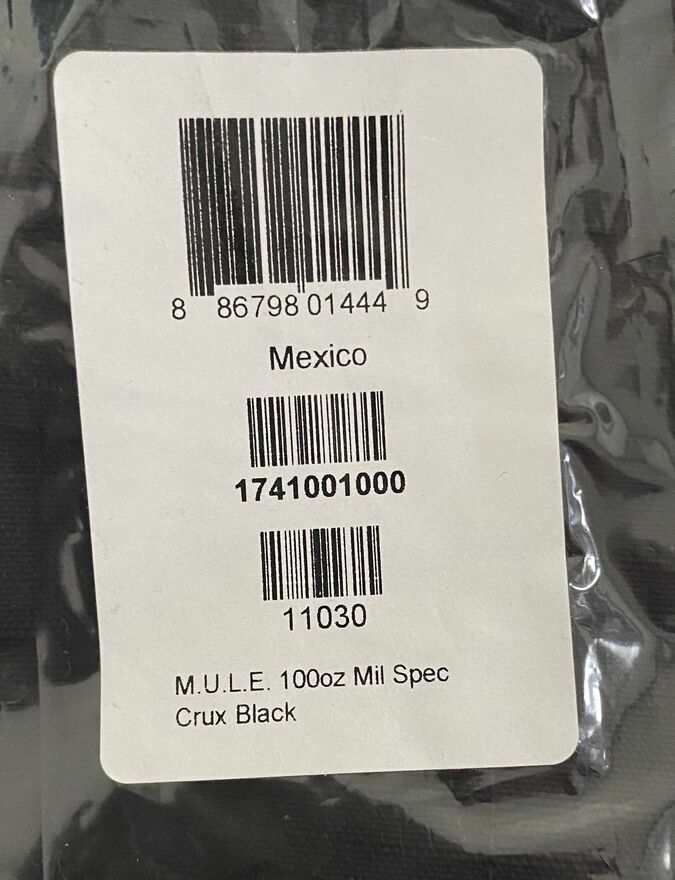 8 86798 01444 9
Mexico
1741001000
11030
M.U.L.E. 100oz Mil Spec
Crux Black